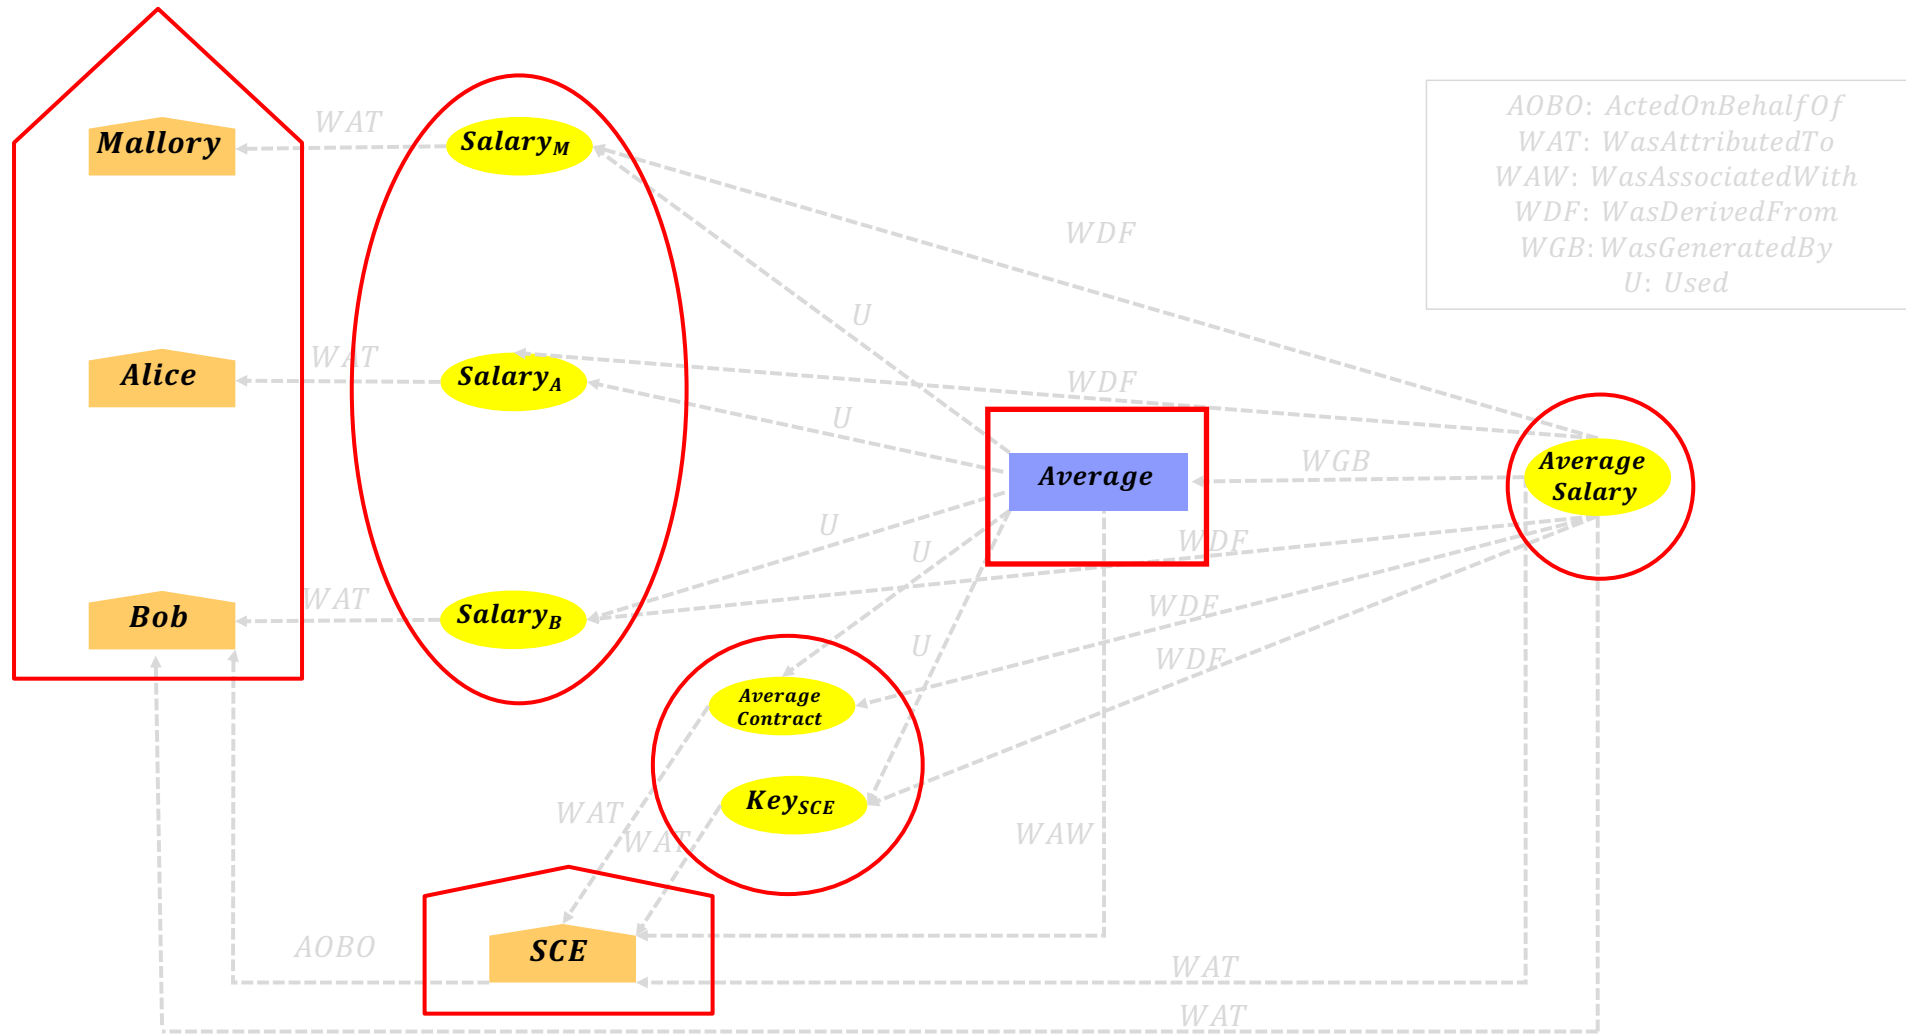 Mallory
WAT
Salary_M
AOBO: ActedOnBehalfOf
WAT: WasAttributedTo
WAW: WasAssociatedWith
WDF: WasDerivedFrom
WGB: WasGeneratedBy
U: Used
WDF
U
Alice
WAT
Salary_A
WDF
U
Average
WGB
Average
Salary
U
U
WDF
Bob
WAT
Salary_B
WDF
U
WDF
Average
Contract
Key_SCE
WAT
WAT
WAW
SCE
AOBO
WAT
WAT